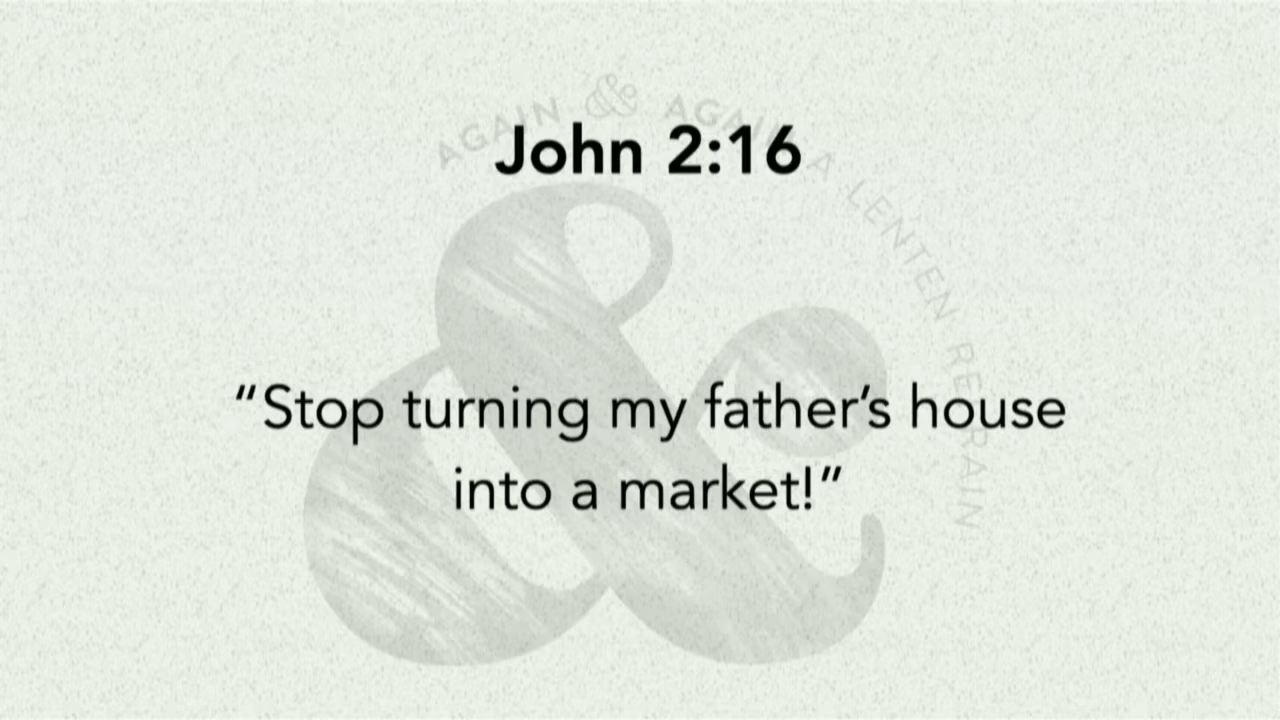 AGAIN & AGAIN A LENTEN REFRAIN
John 2:16
&
“Stop turning my father’s house
into a market!”